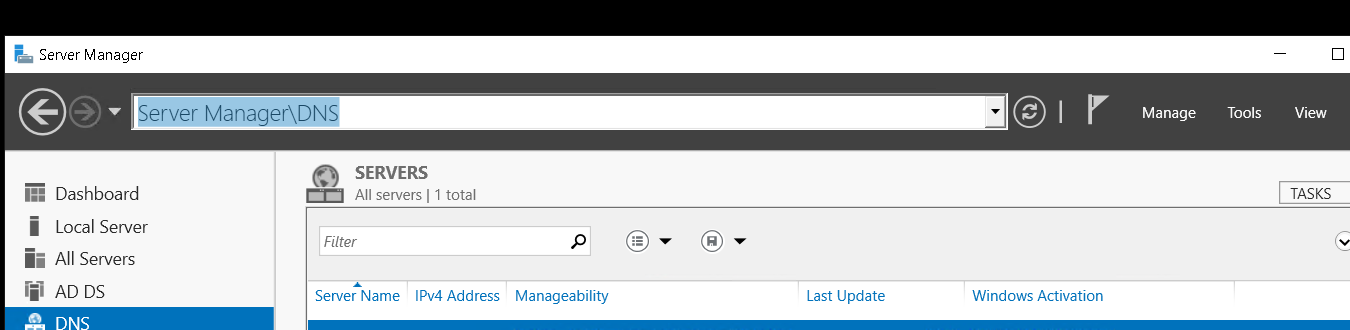 Server Manager
Server Manager\DNS
Manage Tools View
Dashboard
Local Server
All Servers
AD DS
DNS
SERVERS
All servers | 1 total
TASKS
Filter
Server Name IPv4 Address Manageability Last Update Windows Activation